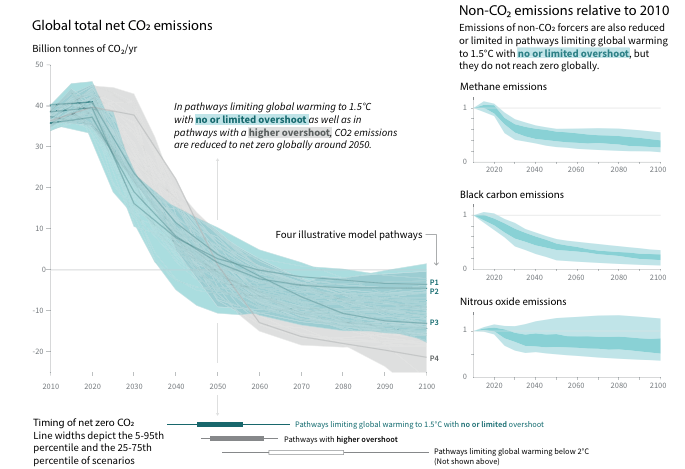 Global total net CO₂ emissions
Billion tonnes of CO₂/yr
50
40
30
20
10
0
-10
-20
2010
2020
2030
2040
2050
2060
2070
2080
2090
2100
In pathways limiting global warming to 1.5°C
with no or limited overshoot as well as in
pathways with a higher overshoot, CO2 emissions
are reduced to net zero globally around 2050.
Four illustrative model pathways
P1
P2
P3
P4
Timing of net zero CO₂
Line widths depict the 5-95th
percentile and the 25-75th
percentile of scenarios
Pathways limiting global warming to 1.5°C with no or limited overshoot
Pathways with higher overshoot
Pathways limiting global warming below 2°C
(Not shown above)
Non-CO₂ emissions relative to 2010
Emissions of non-CO₂ forcers are also reduced
or limited in pathways limiting global warming
to 1.5°C with no or limited overshoot, but
they do not reach zero globally.
Methane emissions
1
0
2020
2040
2060
2080
2100
Black carbon emissions
1
0
2020
2040
2060
2080
2100
Nitrous oxide emissions
1
0
2020
2040
2060
2080
2100